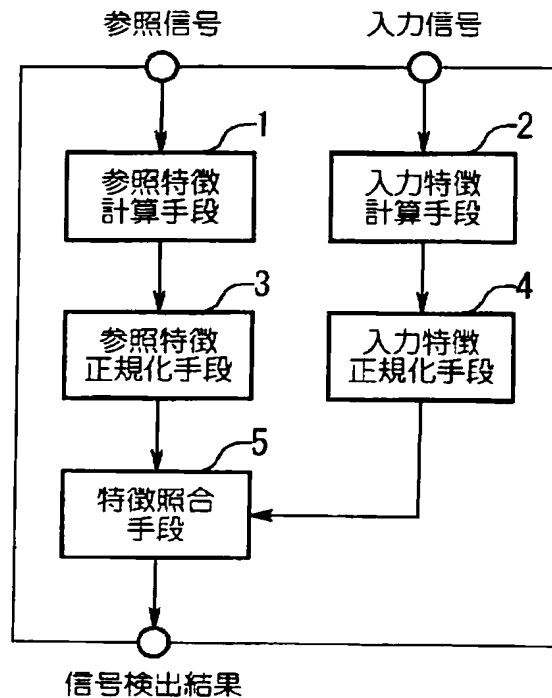 参照信号
入力信号
1
2
参照特徴
計算手段
入力特徴
計算手段
3
4
参照特徴
正規化手段
入力特徴
正規化手段
5
特徴照合
手段
信号検出結果